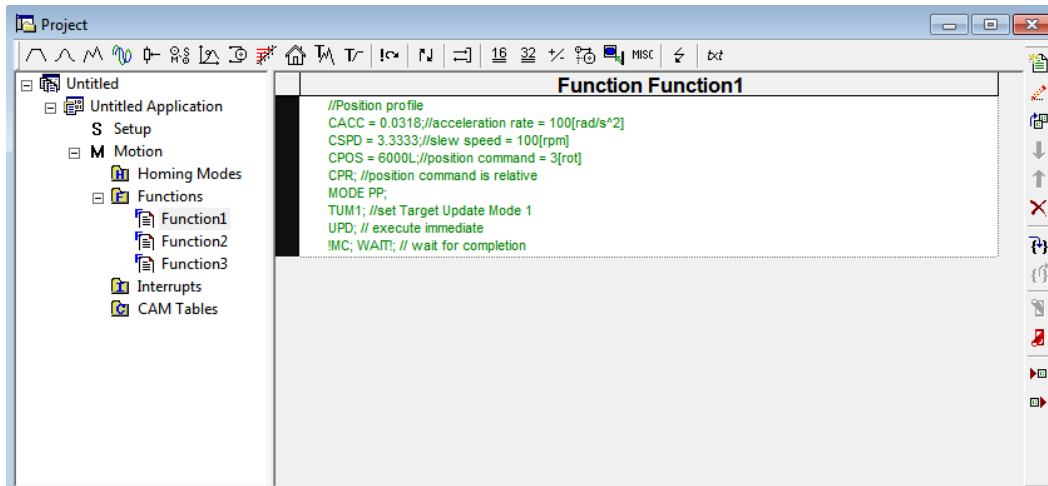 Project
16 32 +/- MISC txt
Untitled
Untitled Application
S Setup
M Motion
H Homing Modes
F Functions
Function1
Function2
Function3
I Interrupts
C CAM Tables
Function Function1
//Position profile
CACC = 0.0318;//acceleration rate = 100[rad/s^2]
CSPD = 3.3333;//slew speed = 100[rpm]
CPOS = 6000L;//position command = 3[rot]
CPR; //position command is relative
MODE PP;
TUM1; //set Target Update Mode 1
UPD; // execute immediate
!MC; WAIT!; // wait for completion